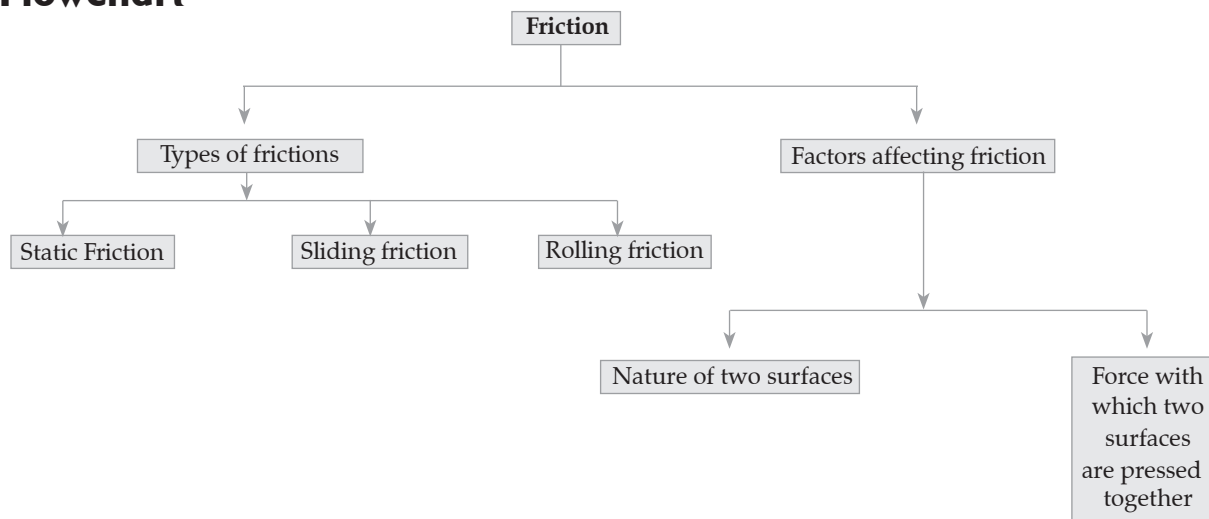 Flowchart
Friction
Types of frictions
Factors affecting friction
Static Friction
Sliding friction
Rolling friction
Nature of two surfaces
Force with
which two
surfaces
are pressed
together